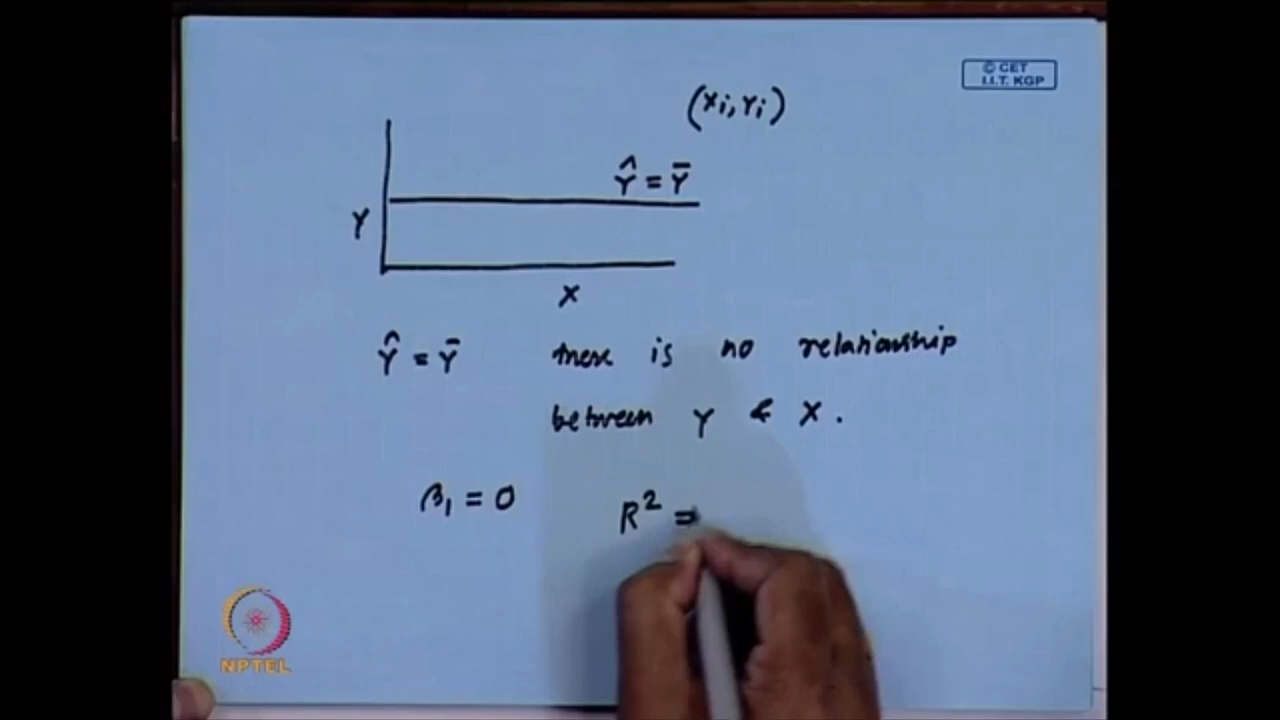 © CET
I.I.T. KGP
(Xi, Yi)
Ŷ = Ȳ
Y
X
Ŷ = Ȳ there is no relationship
between Y & X.
β₁ = 0 R² =
NPTEL